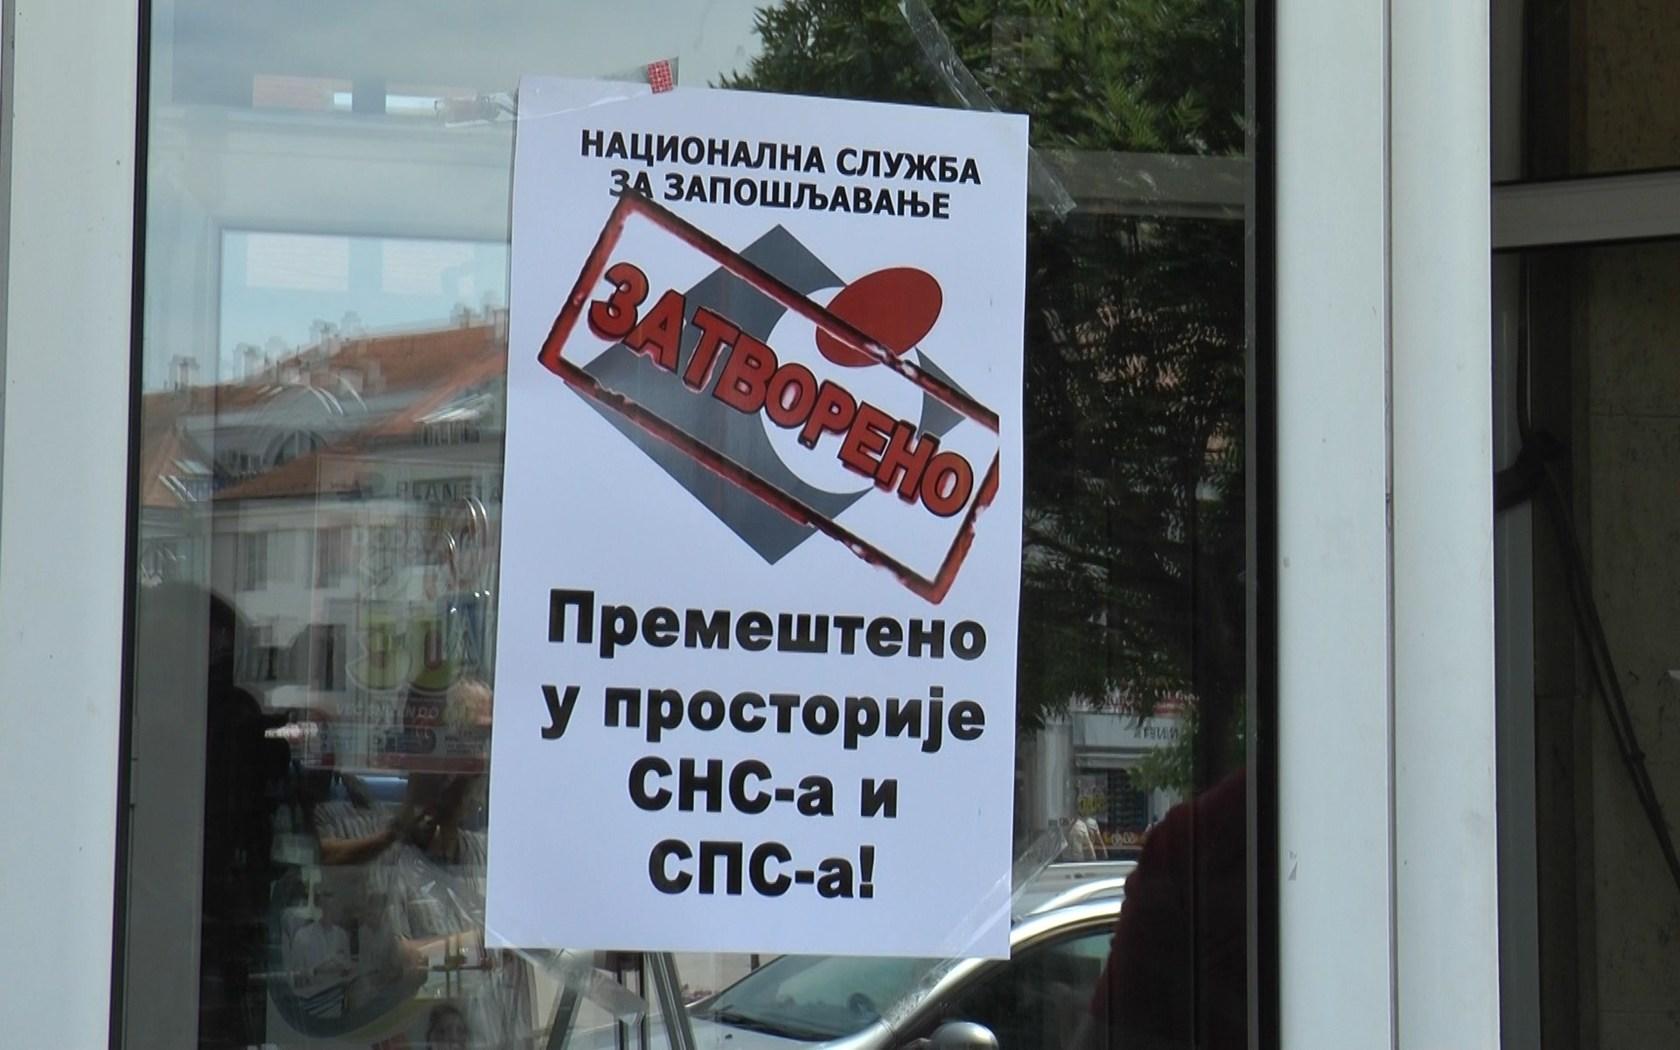 НАЦИОНАЛНА СЛУЖБА
ЗА ЗАПОШЉАВАЊЕ
ЗАТВОРЕНО
Премештено
у просторије
СНС-а и
СПС-а!